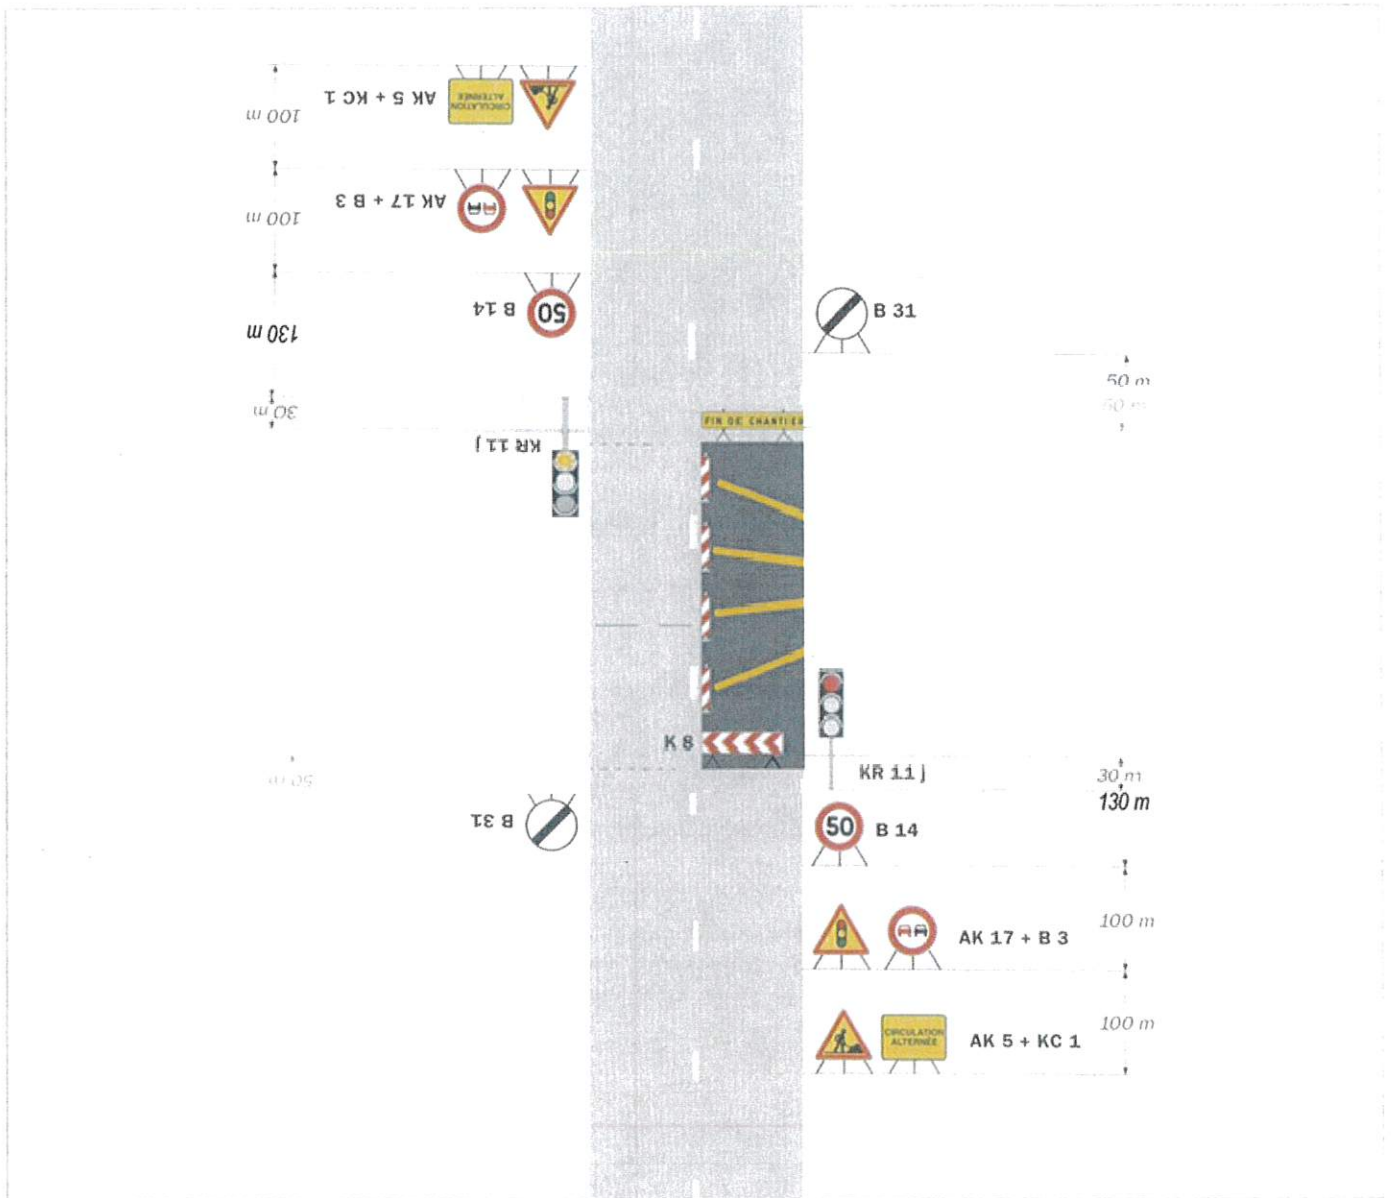 AK 5 + KC 1
CIRCULATION
ALTERNÉE
100 m
AK 17 + B 3
100 m
B 14
50
130 m
30 m
KR 11 j
B 31
50 m
50 m
FIN DE CHANTIER
K 8
KR 11 j
30 m
130 m
50 m
B 31
50
B 14
AK 17 + B 3
100 m
CIRCULATION
ALTERNÉE
AK 5 + KC 1
100 m